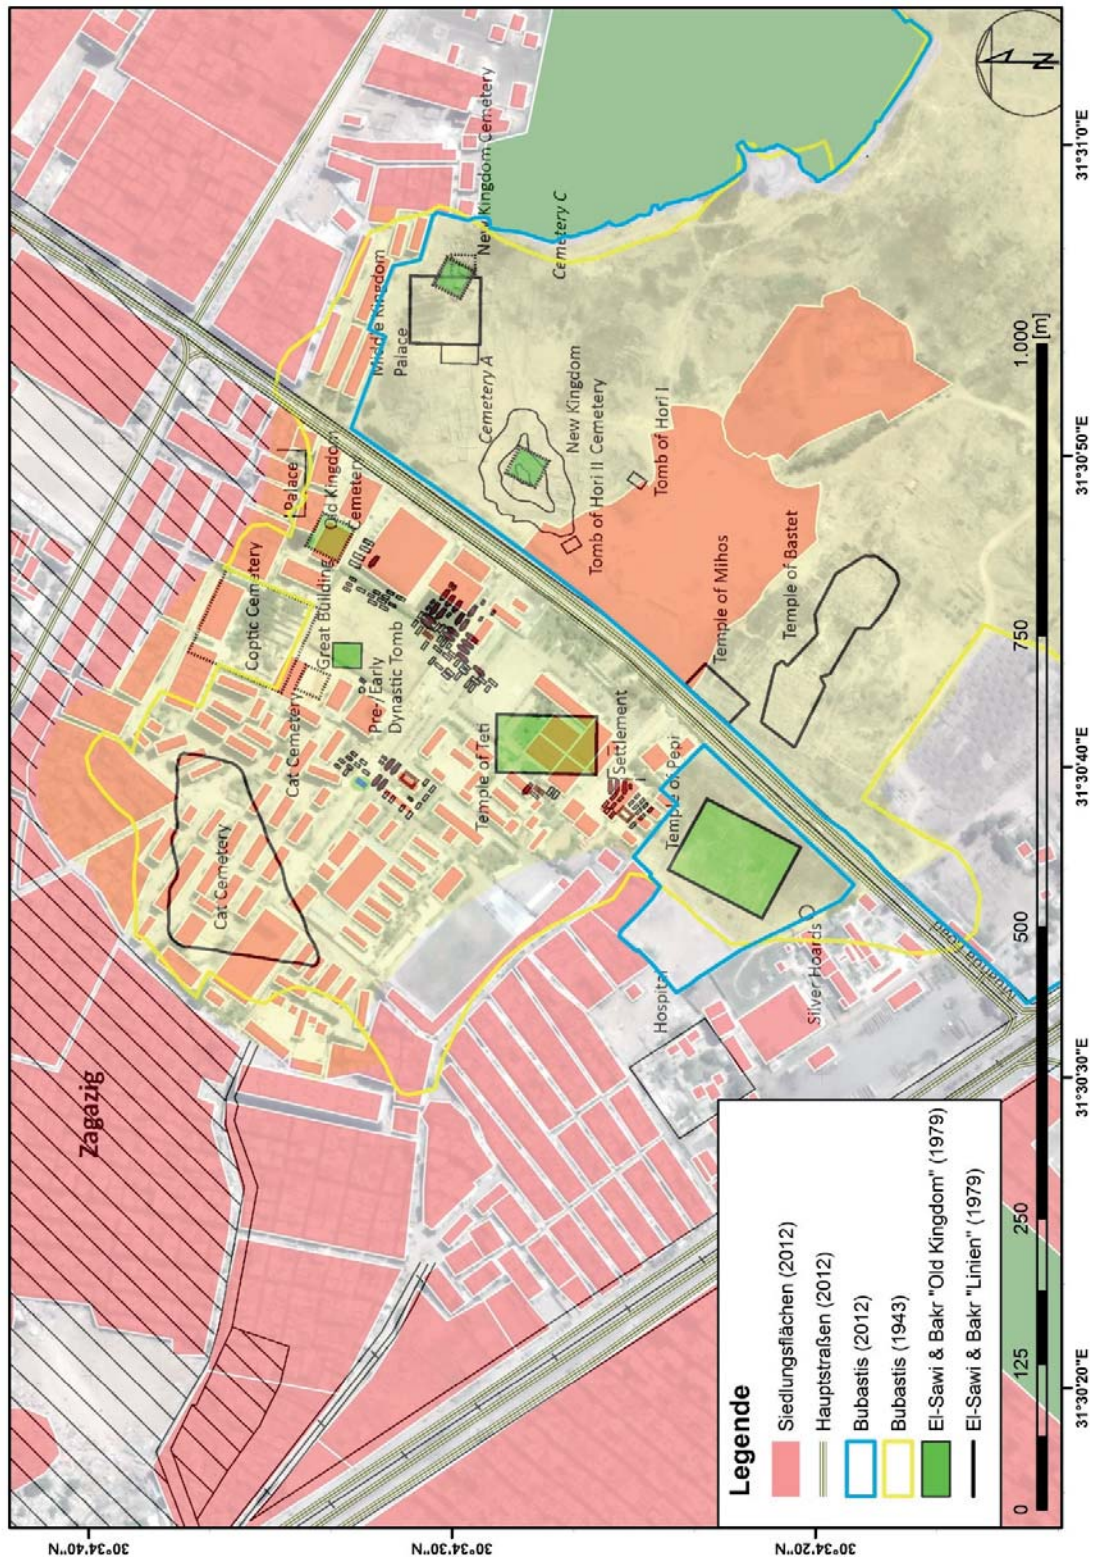 Zagazig
Cat Cemetery
Cat Cemetery
Coptic Cemetery
Great Building
Palace
Old Kingdom
Cemetery
Pre-/Early
Dynastic Tomb
Temple of Teti
Settlement
Temple of Pepi
Hospital
Silver Hoards
Middle Kingdom
Palace
New Kingdom Cemetery
Cemetery A
Cemetery C
New Kingdom
Cemetery
Tomb of Hori II
Tomb of Hori I
Temple of Mihos
Temple of Bastet
N
Legende
Siedlungsflächen (2012)
Hauptstraßen (2012)
Bubastis (2012)
Bubastis (1943)
El-Sawi & Bakr "Old Kingdom" (1979)
El-Sawi & Bakr "Linien" (1979)
0 125 250 500 750 1.000
[m]
30°34'40"N
30°34'30"N
30°34'20"N
31°30'20"E
31°30'30"E
31°30'40"E
31°30'50"E
31°31'0"E